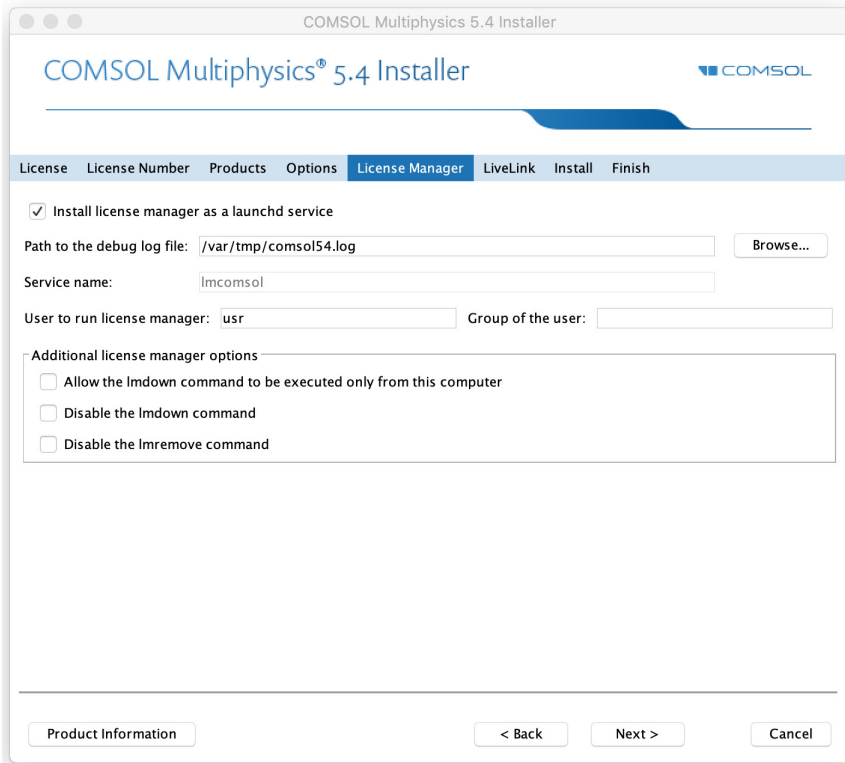 COMSOL Multiphysics 5.4 Installer
COMSOL Multiphysics® 5.4 Installer
COMSOL
License License Number Products Options License Manager LiveLink Install Finish
Install license manager as a launchd service
Path to the debug log file: /var/tmp/comsol54.log Browse...
Service name: lmcomsol
User to run license manager: usr Group of the user:
Additional license manager options
Allow the lmdown command to be executed only from this computer
Disable the lmdown command
Disable the lmremove command
Product Information < Back Next > Cancel